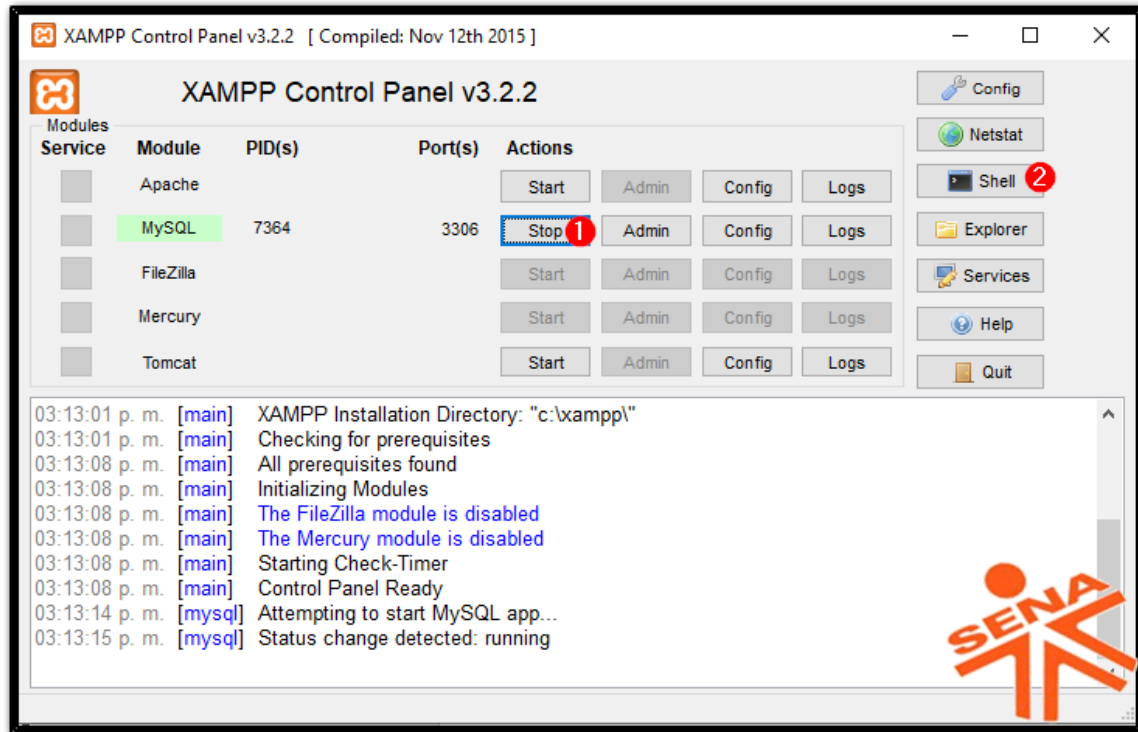 XAMPP Control Panel v3.2.2 [ Compiled: Nov 12th 2015 ]
XAMPP Control Panel v3.2.2
Config
Modules
Netstat
Service Module PID(s) Port(s) Actions
Apache Start Admin Config Logs
Shell 2
MySQL 7364 3306 Stop 1 Admin Config Logs
Explorer
FileZilla Start Admin Config Logs
Services
Mercury Start Admin Config Logs
Help
Tomcat Start Admin Config Logs
Quit
03:13:01 p. m. [main] XAMPP Installation Directory: "c:\xampp\"
03:13:01 p. m. [main] Checking for prerequisites
03:13:08 p. m. [main] All prerequisites found
03:13:08 p. m. [main] Initializing Modules
03:13:08 p. m. [main] The FileZilla module is disabled
03:13:08 p. m. [main] The Mercury module is disabled
03:13:08 p. m. [main] Starting Check-Timer
03:13:08 p. m. [main] Control Panel Ready
03:13:14 p. m. [mysql] Attempting to start MySQL app...
03:13:15 p. m. [mysql] Status change detected: running
SENA